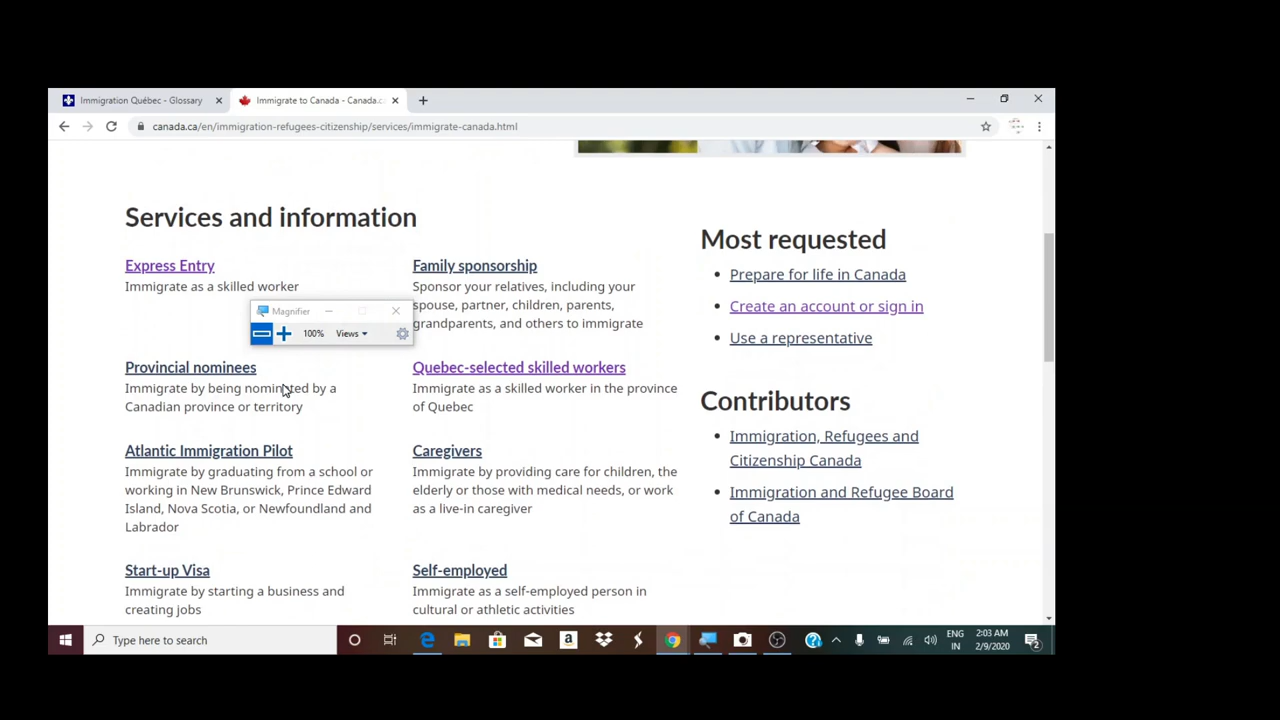 Immigration Québec - Glossary
Immigrate to Canada - Canada.c
canada.ca/en/immigration-refugees-citizenship/services/immigrate-canada.html
Services and information
Express Entry
Immigrate as a skilled worker
Family sponsorship
Sponsor your relatives, including your
spouse, partner, children, parents,
grandparents, and others to immigrate
Magnifier
100%
Views
Provincial nominees
Immigrate by being nominated by a
Canadian province or territory
Quebec-selected skilled workers
Immigrate as a skilled worker in the province
of Quebec
Atlantic Immigration Pilot
Immigrate by graduating from a school or
working in New Brunswick, Prince Edward
Island, Nova Scotia, or Newfoundland and
Labrador
Caregivers
Immigrate by providing care for children, the
elderly or those with medical needs, or work
as a live-in caregiver
Start-up Visa
Immigrate by starting a business and
creating jobs
Self-employed
Immigrate as a self-employed person in
cultural or athletic activities
Most requested
Prepare for life in Canada
Create an account or sign in
Use a representative
Contributors
Immigration, Refugees and
Citizenship Canada
Immigration and Refugee Board
of Canada
Type here to search
ENG
IN
2:03 AM
2/9/2020
2